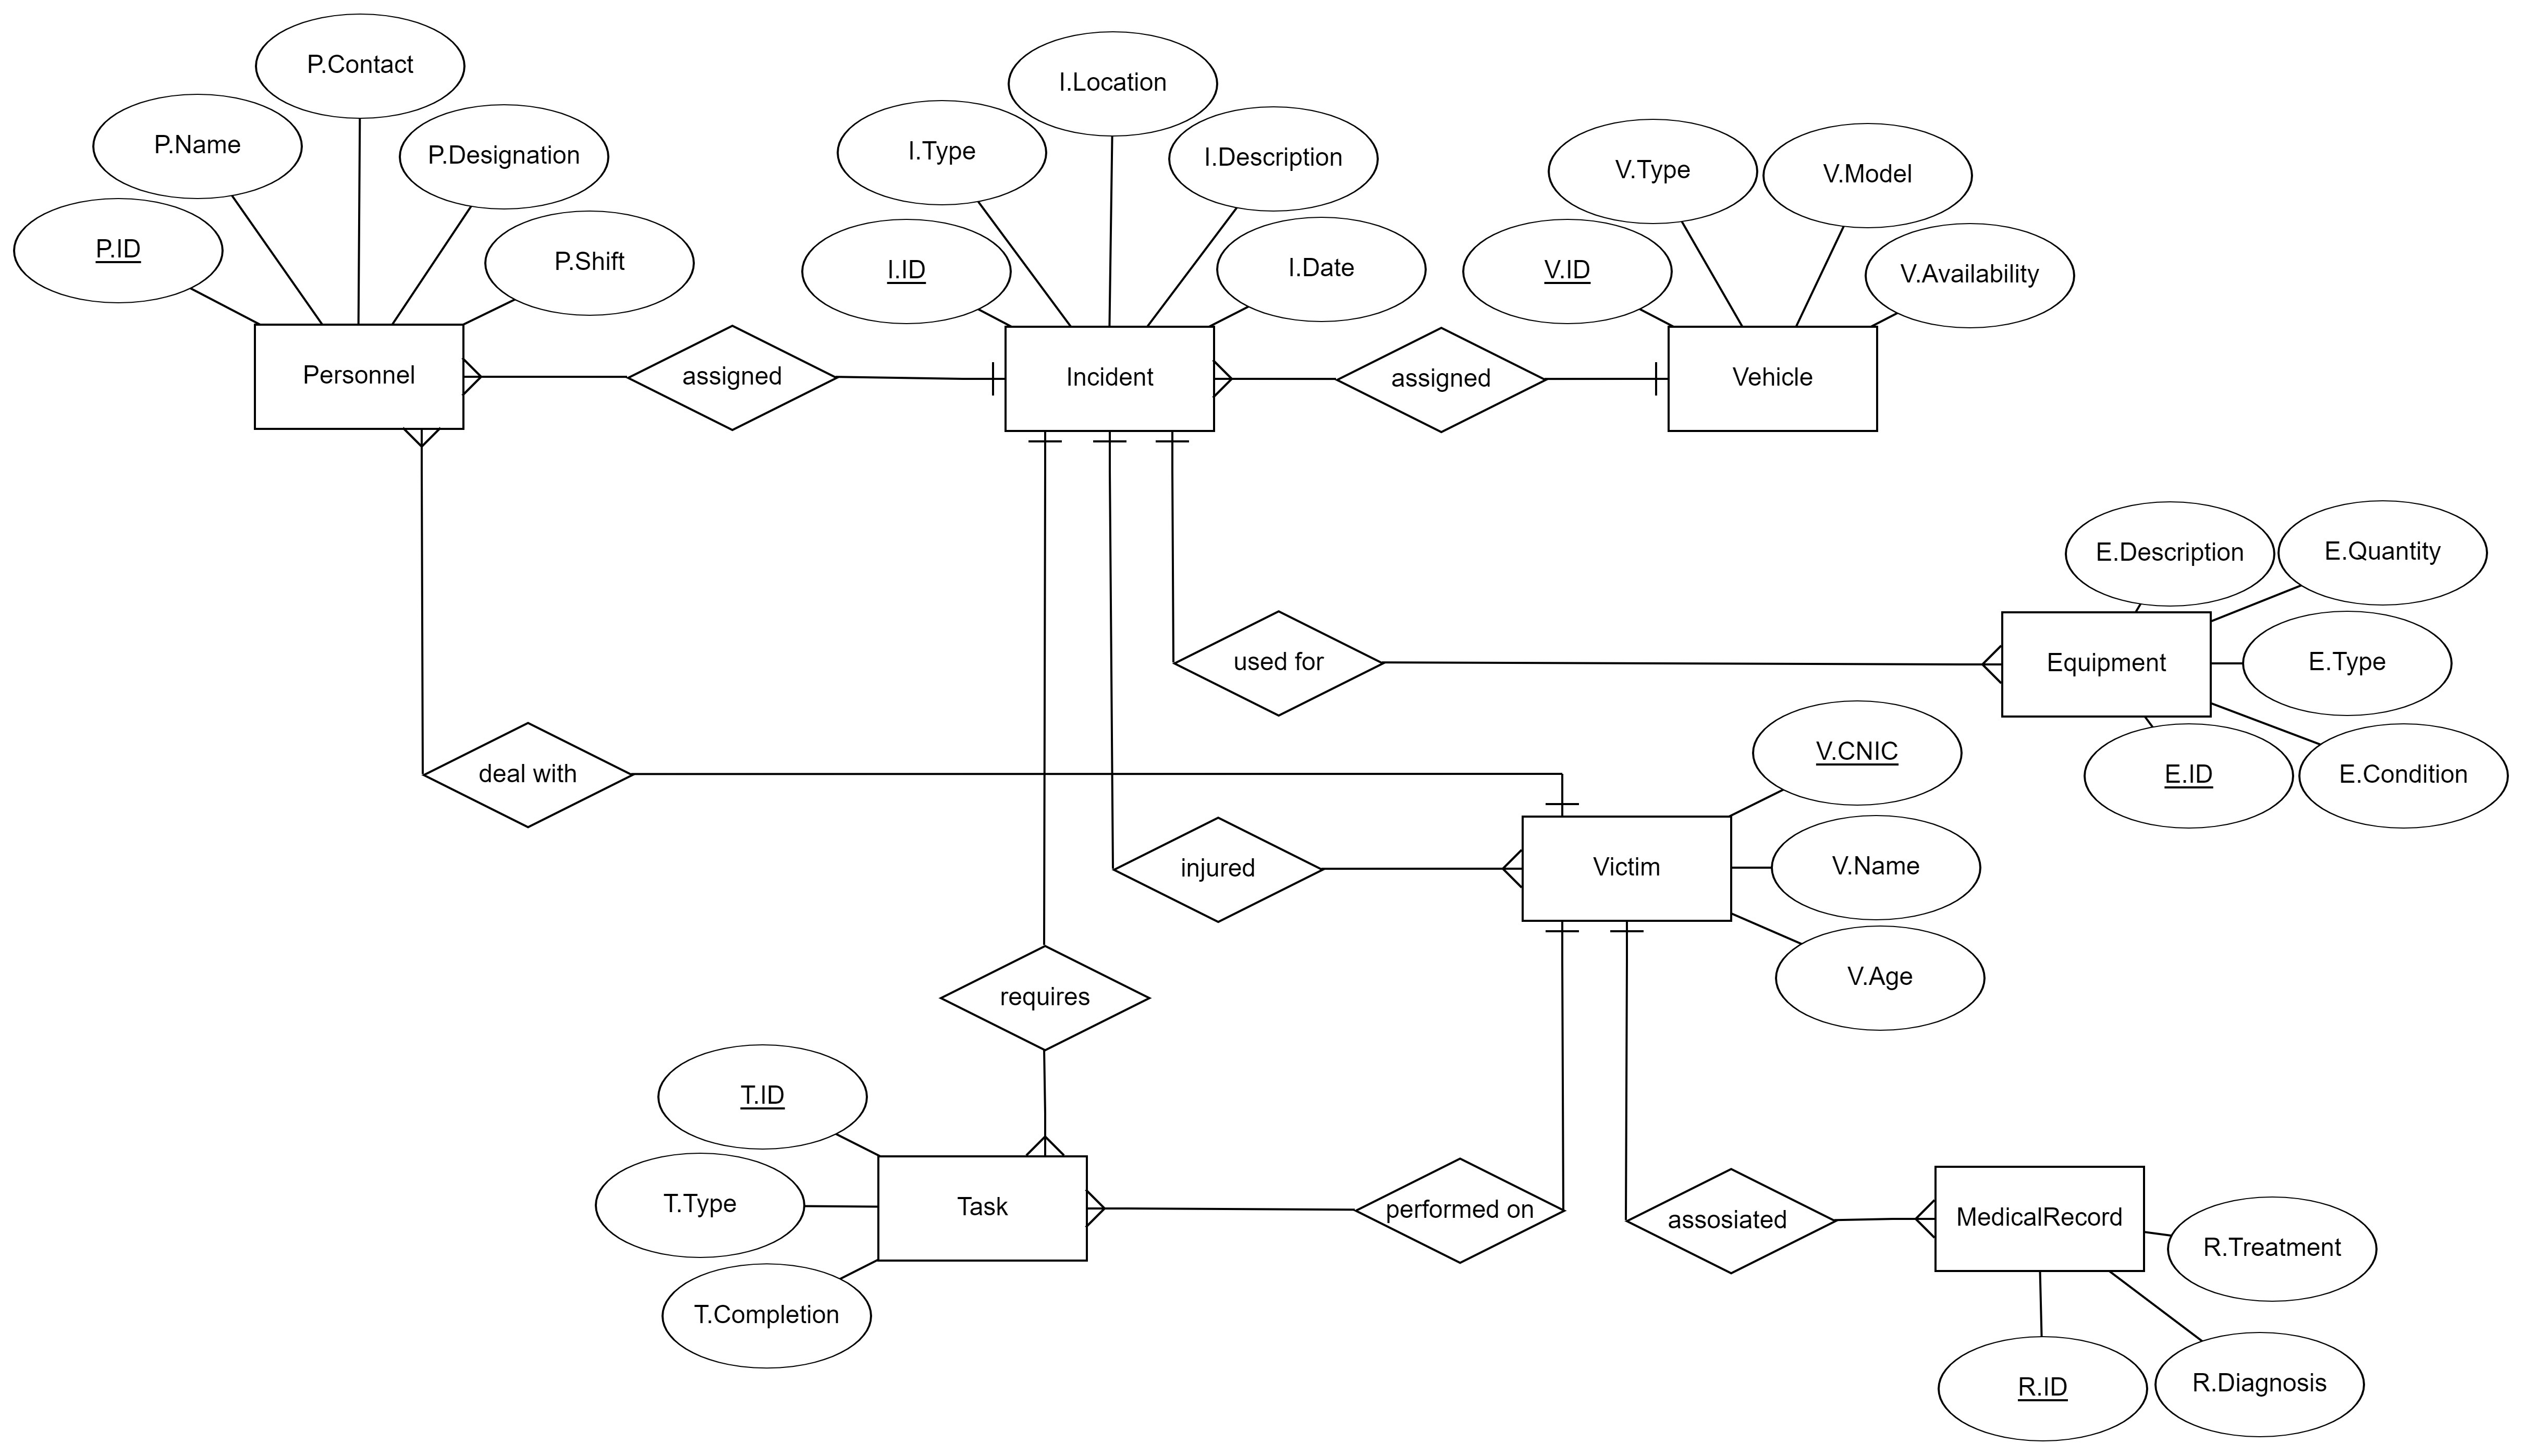 P.Contact
I.Location
P.Name
P.Designation
I.Type
I.Description
V.Type
V.Model
P.ID
P.Shift
I.ID
I.Date
V.ID
V.Availability
Personnel
assigned
Incident
assigned
Vehicle
E.Description
E.Quantity
used for
Equipment
E.Type
V.CNIC
deal with
E.ID
E.Condition
injured
Victim
V.Name
V.Age
requires
T.ID
T.Type
Task
performed on
assosiated
MedicalRecord
R.Treatment
T.Completion
R.ID
R.Diagnosis